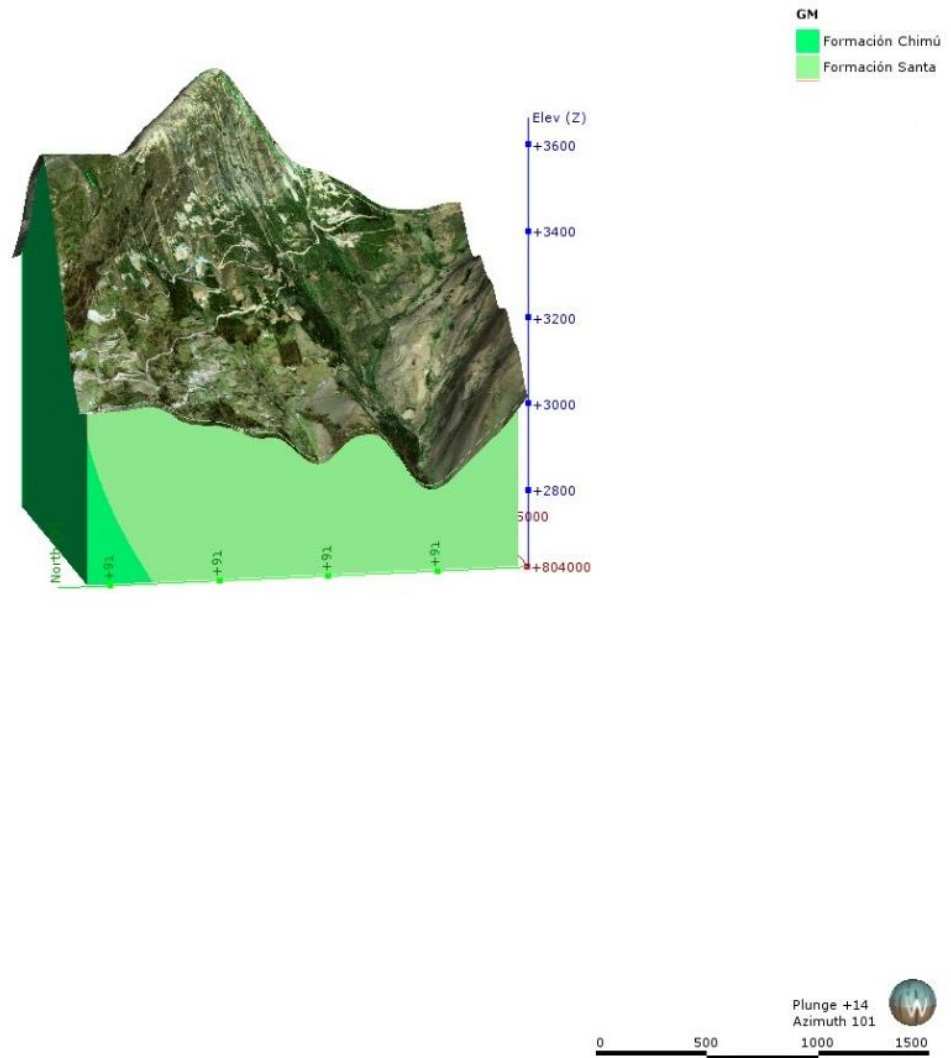 GM
Formación Chimú
Formación Santa
Elev (Z)
+3600
+3400
+3200
+3000
+2800
5000
+804000
North
+91
+91
+91
+91
Plunge +14
Azimuth 101
W
0 500 1000 1500